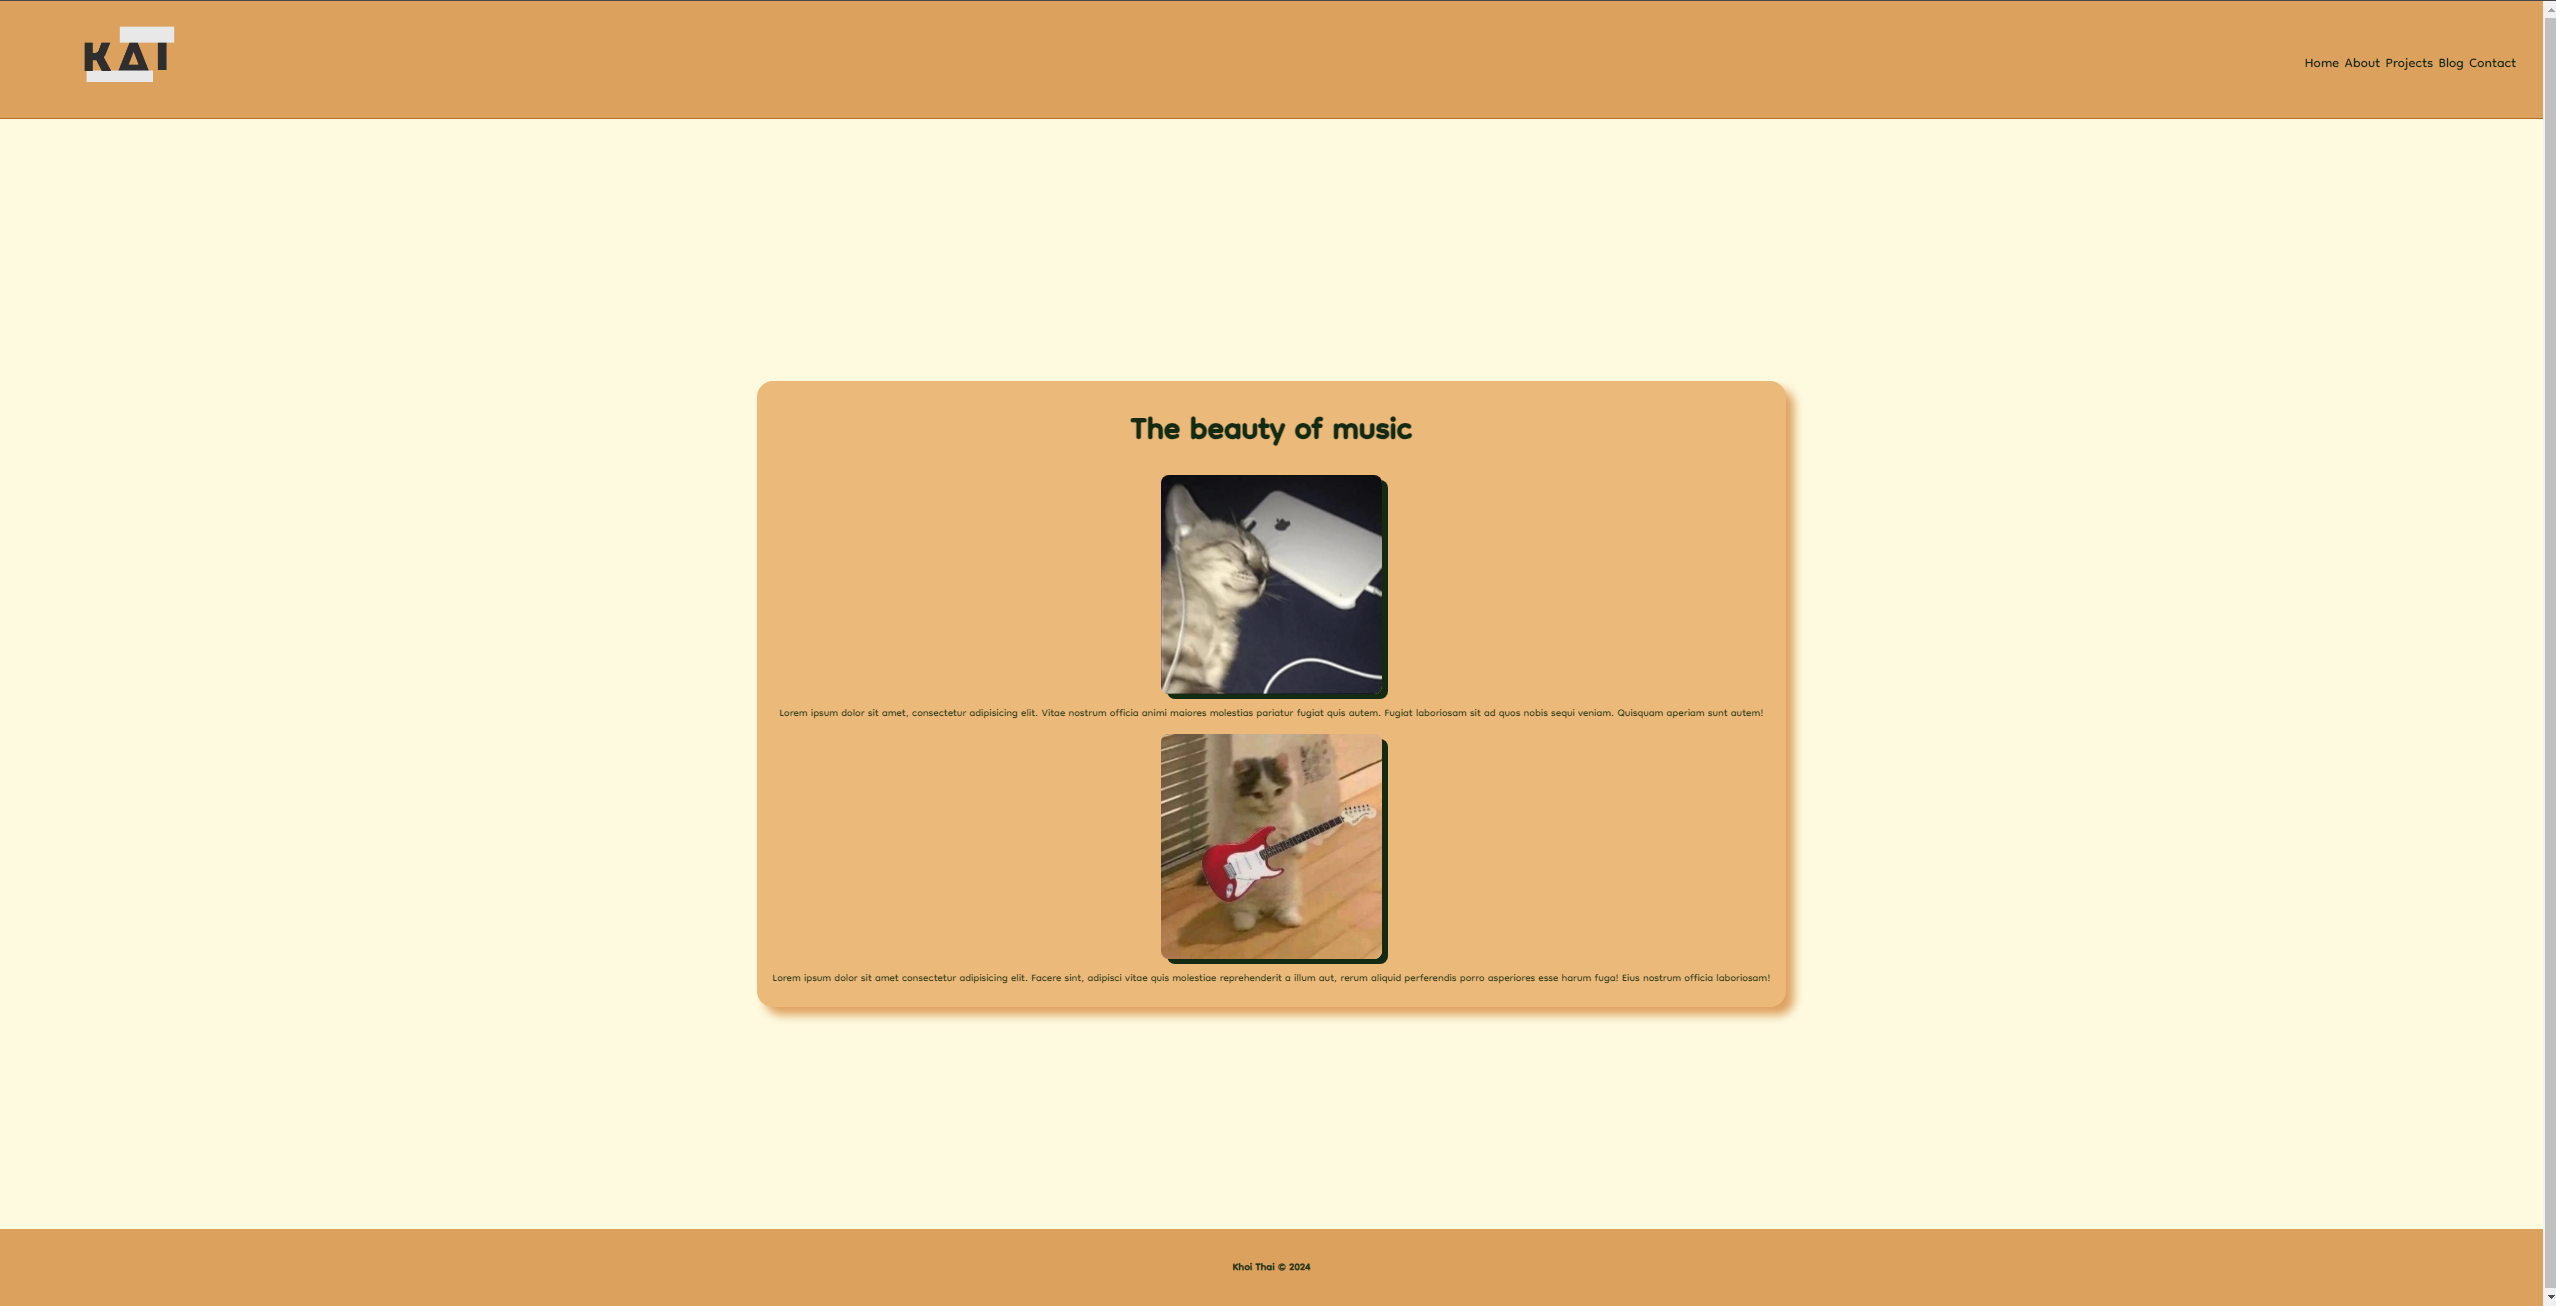 KAI
Home About Projects Blog Contact
The beauty of music
Lorem ipsum dolor sit amet, consectetur adipisicing elit. Vitae nostrum officia animi maiores molestias pariatur fugiat quis autem. Fugiat laboriosam sit ad quos nobis sequi veniam. Quisquam aperiam sunt autem!
Lorem ipsum dolor sit amet consectetur adipisicing elit. Facere sint, adipisci vitae quis molestiae reprehenderit a illum aut, rerum aliquid perferendis porro asperiores esse harum fuga! Eius nostrum officia laboriosam!
Khoi Thai © 2024